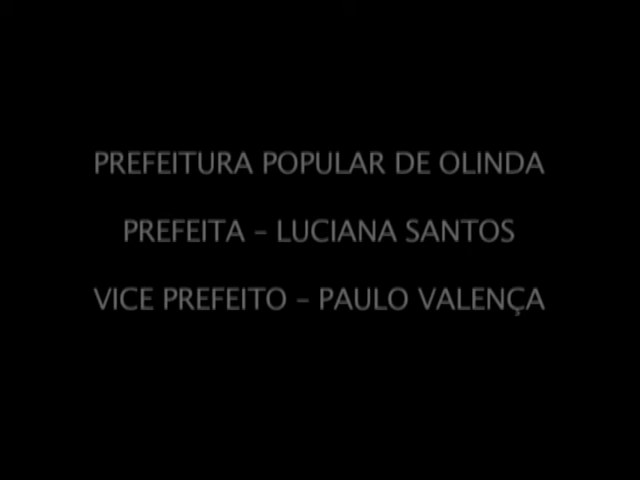 PREFEITURA POPULAR DE OLINDA
PREFEITA – LUCIANA SANTOS
VICE PREFEITO – PAULO VALENÇA